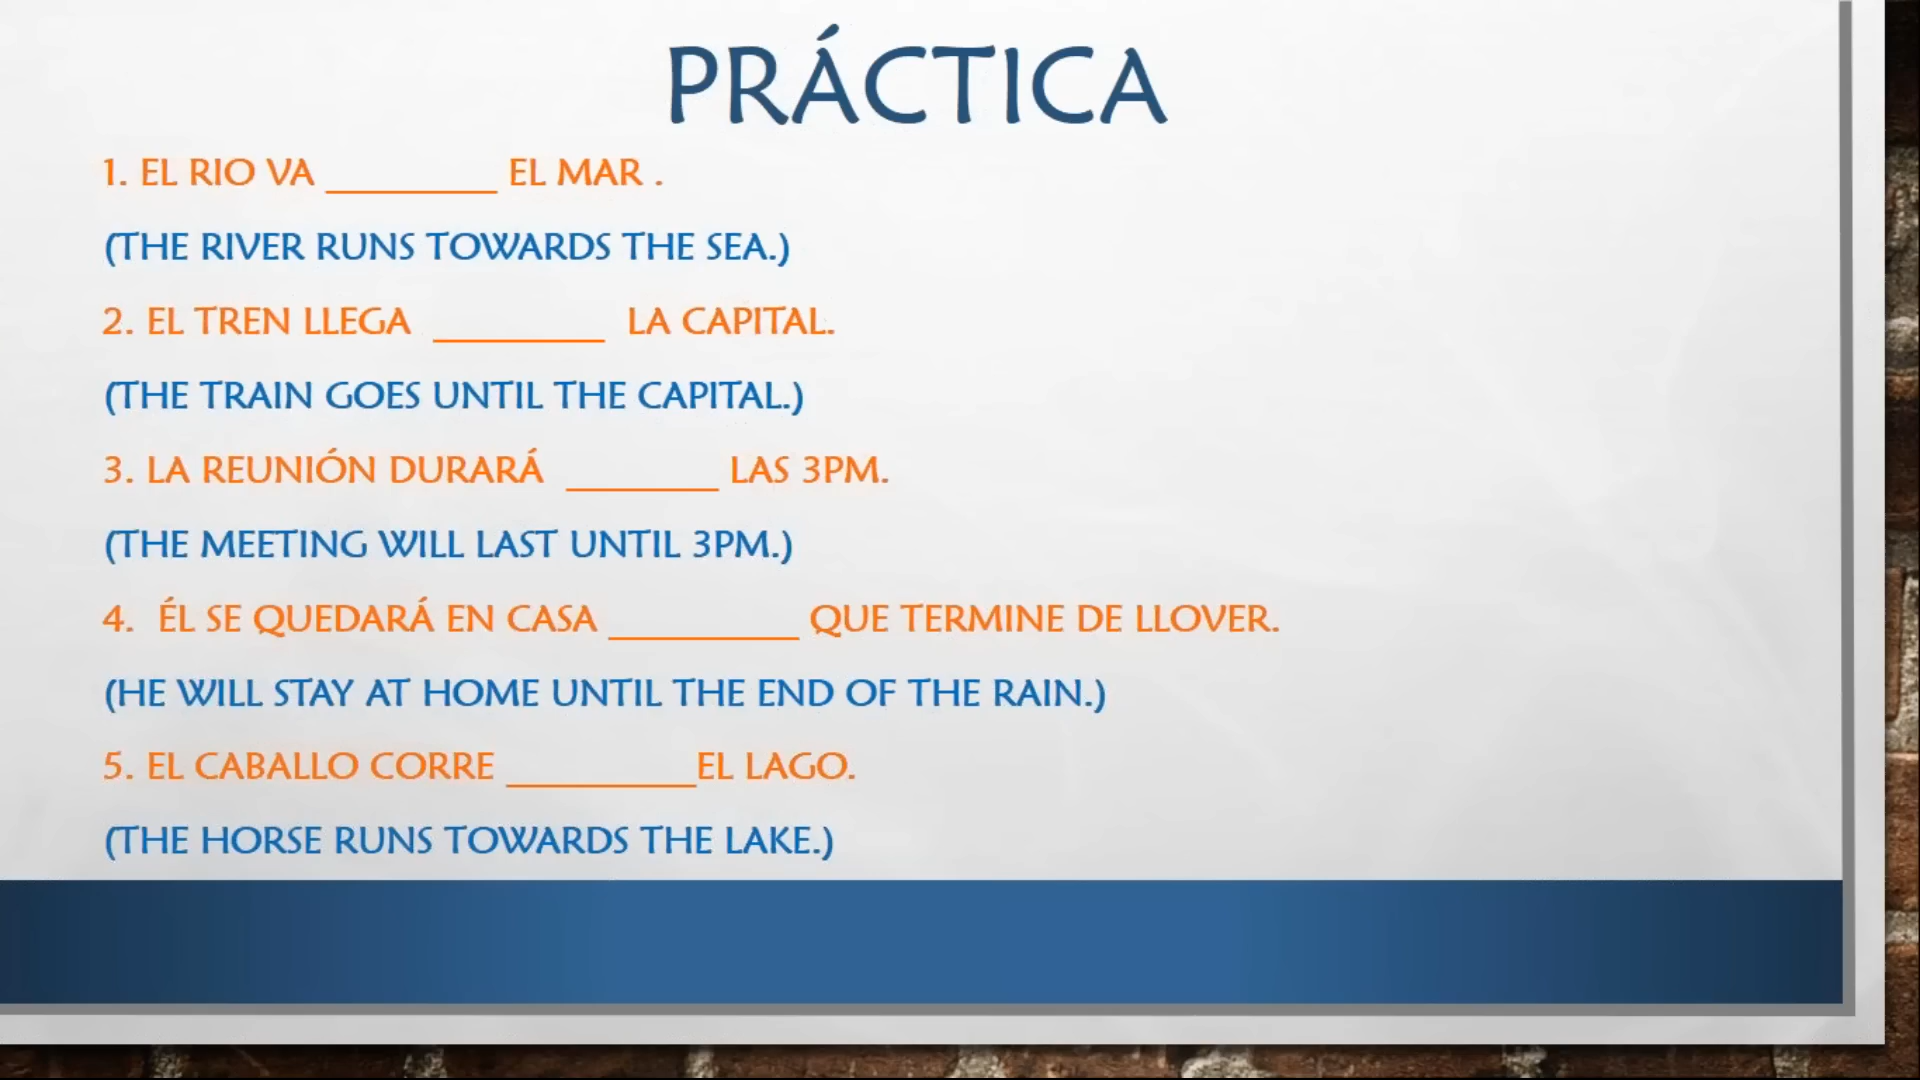 PRÁCTICA
1. EL RIO VA _________ EL MAR .
(THE RIVER RUNS TOWARDS THE SEA.)
2. EL TREN LLEGA _________ LA CAPITAL.
(THE TRAIN GOES UNTIL THE CAPITAL.)
3. LA REUNIÓN DURARÁ ________ LAS 3PM.
(THE MEETING WILL LAST UNTIL 3PM.)
4. ÉL SE QUEDARÁ EN CASA __________ QUE TERMINE DE LLOVER.
(HE WILL STAY AT HOME UNTIL THE END OF THE RAIN.)
5. EL CABALLO CORRE __________EL LAGO.
(THE HORSE RUNS TOWARDS THE LAKE.)